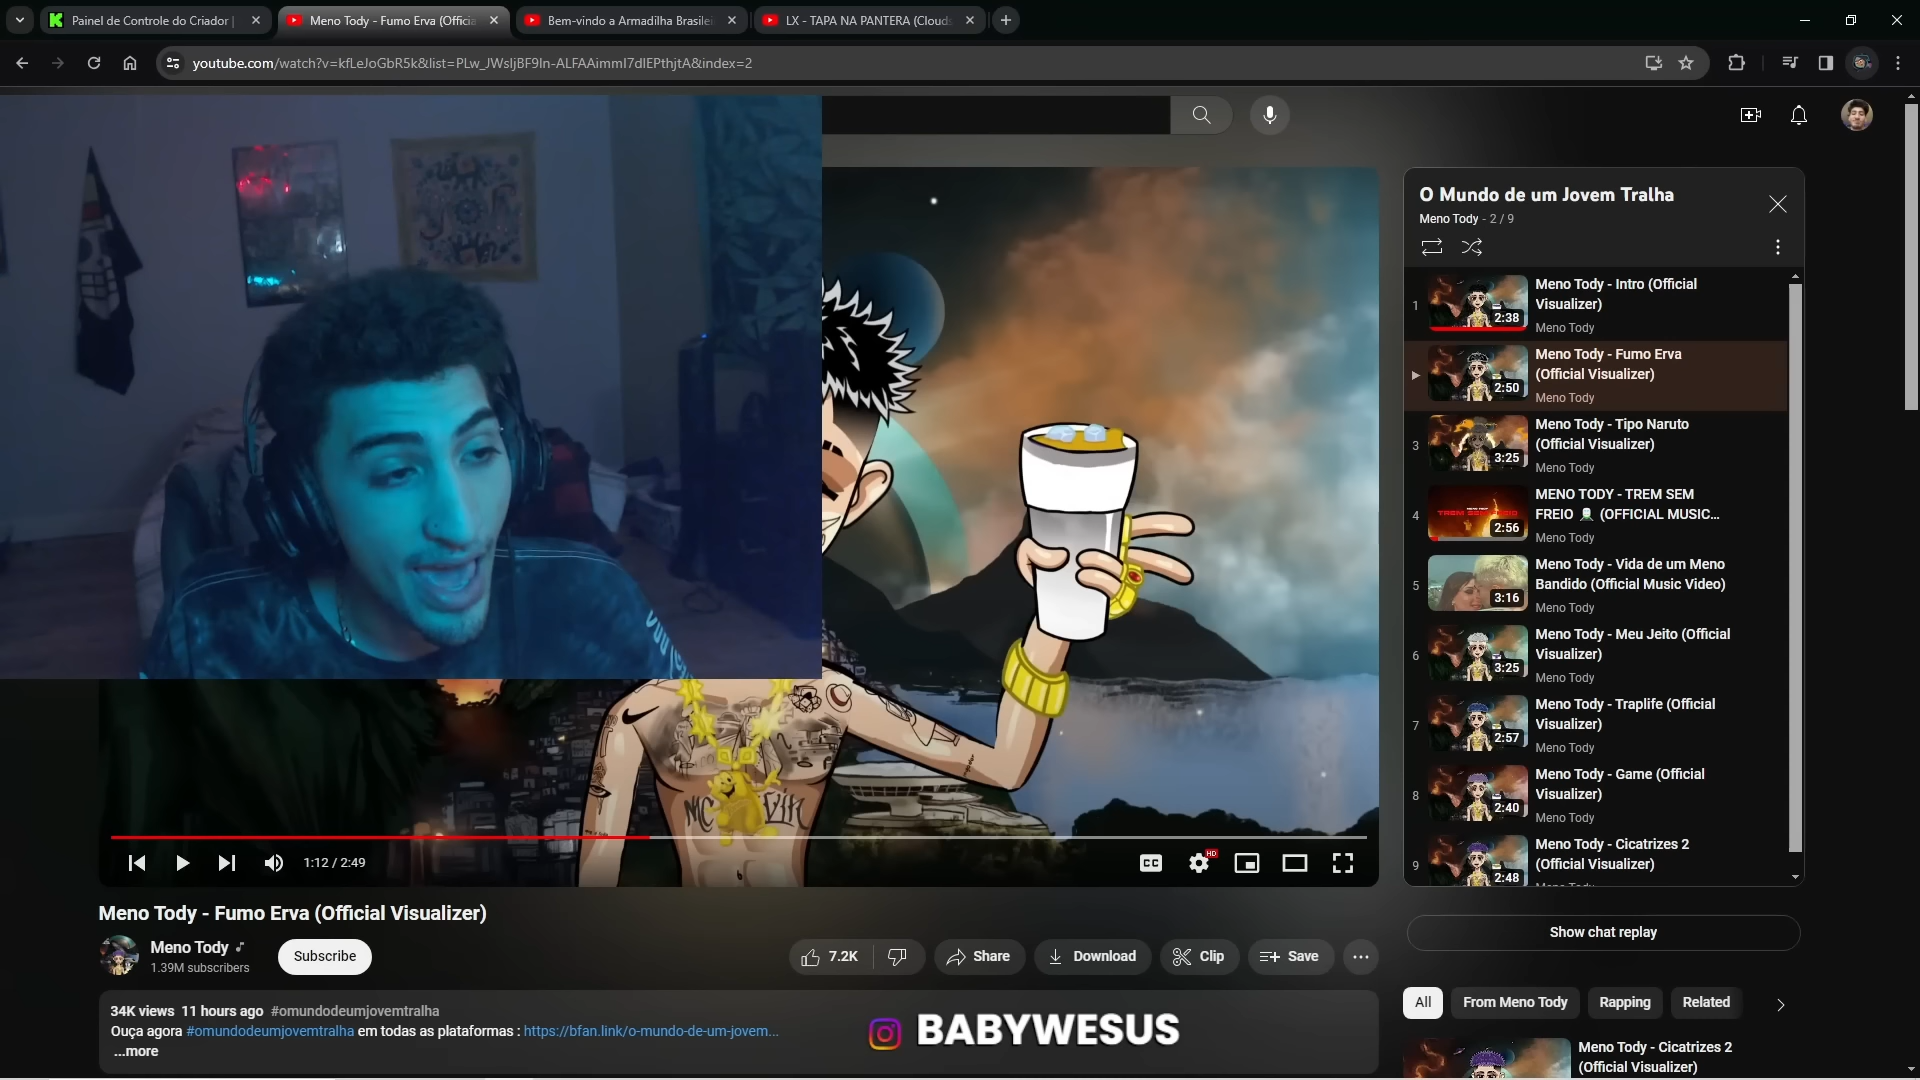 Painel de Controle do Criador |
Meno Tody - Fumo Erva (Officia
Bem-vindo a Armadilha Brasilei
LX - TAPA NA PANTERA (Clouds
youtube.com/watch?v=kfLeJoGbR5k&list=PLw_JWsljBF9In-ALFAAimmI7dlEPthjtA&index=2
O Mundo de um Jovem Tralha
Meno Tody - 2 / 9
1
Meno Tody - Intro (Official
Visualizer)
Meno Tody
2:38
Meno Tody - Fumo Erva
(Official Visualizer)
Meno Tody
2:50
3
Meno Tody - Tipo Naruto
(Official Visualizer)
Meno Tody
3:25
4
MENO TODY - TREM SEM
FREIO (OFFICIAL MUSIC...
Meno Tody
2:56
5
Meno Tody - Vida de um Meno
Bandido (Official Music Video)
Meno Tody
3:16
6
Meno Tody - Meu Jeito (Official
Visualizer)
Meno Tody
3:25
7
Meno Tody - Traplife (Official
Visualizer)
Meno Tody
2:57
8
Meno Tody - Game (Official
Visualizer)
Meno Tody
2:40
9
Meno Tody - Cicatrizes 2
(Official Visualizer)
2:48
MC
1:12 / 2:49
CC
HD
Meno Tody - Fumo Erva (Official Visualizer)
Meno Tody
1.39M subscribers
Subscribe
7.2K
Share
Download
Clip
Save
34K views 11 hours ago #omundodeumjovemtralha
Ouça agora #omundodeumjovemtralha em todas as plataformas : https://bfan.link/o-mundo-de-um-jovem...
...more
BABYWESUS
Show chat replay
All
From Meno Tody
Rapping
Related
Meno Tody - Cicatrizes 2
(Official Visualizer)